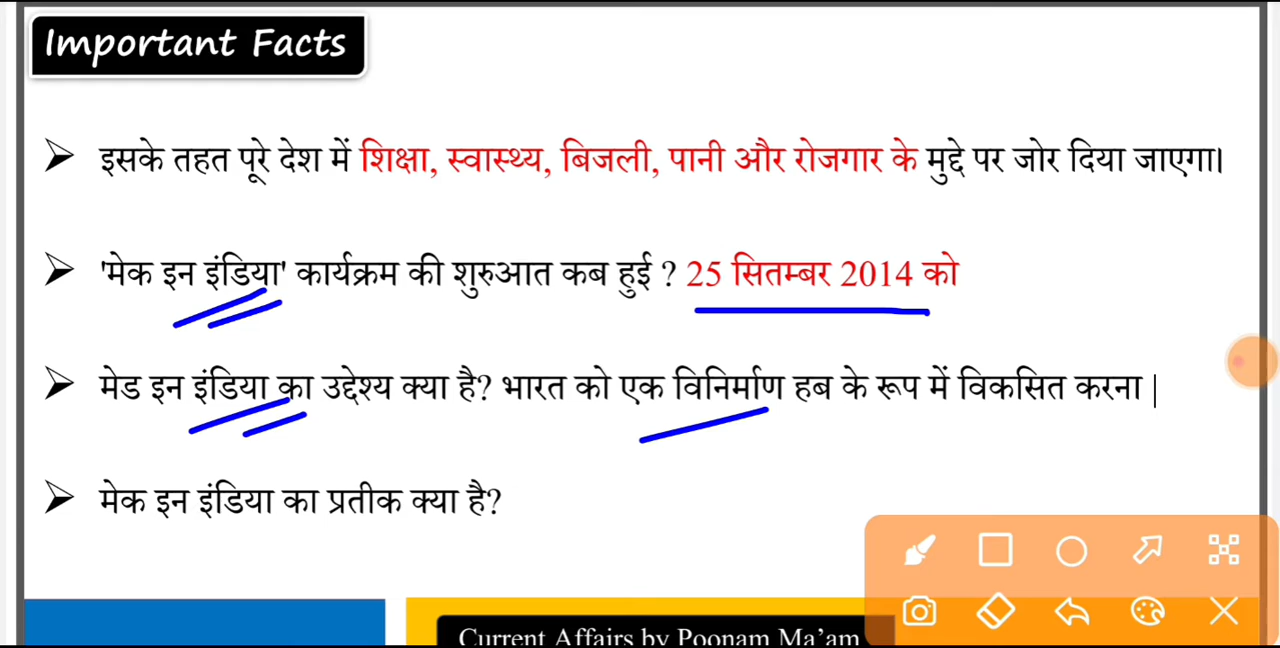 Important Facts
इसके तहत पूरे देश में शिक्षा, स्वास्थ्य, बिजली, पानी और रोजगार के मुद्दे पर जोर दिया जाएगा।
'मेक इन इंडिया' कार्यक्रम की शुरुआत कब हुई ? 25 सितम्बर 2014 को
मेड इन इंडिया का उद्देश्य क्या है? भारत को एक विनिर्माण हब के रूप में विकसित करना |
मेक इन इंडिया का प्रतीक क्या है?
Current Affairs by Poonam Ma'am